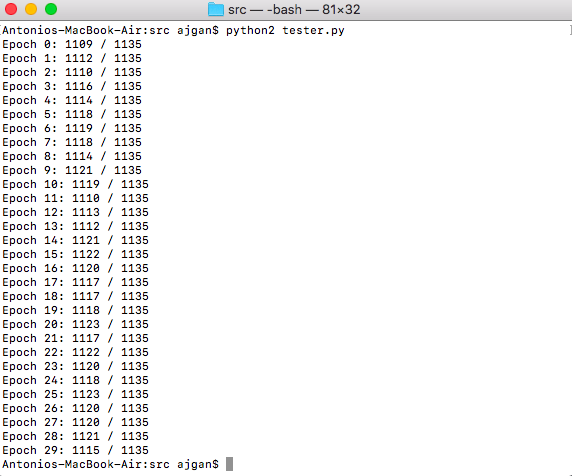 src — -bash — 81×32
[Antonios-MacBook-Air:src ajgan$ python2 tester.py ]
Epoch 0: 1109 / 1135
Epoch 1: 1112 / 1135
Epoch 2: 1110 / 1135
Epoch 3: 1116 / 1135
Epoch 4: 1114 / 1135
Epoch 5: 1118 / 1135
Epoch 6: 1119 / 1135
Epoch 7: 1118 / 1135
Epoch 8: 1114 / 1135
Epoch 9: 1121 / 1135
Epoch 10: 1119 / 1135
Epoch 11: 1110 / 1135
Epoch 12: 1113 / 1135
Epoch 13: 1112 / 1135
Epoch 14: 1121 / 1135
Epoch 15: 1122 / 1135
Epoch 16: 1120 / 1135
Epoch 17: 1117 / 1135
Epoch 18: 1117 / 1135
Epoch 19: 1118 / 1135
Epoch 20: 1123 / 1135
Epoch 21: 1117 / 1135
Epoch 22: 1122 / 1135
Epoch 23: 1120 / 1135
Epoch 24: 1118 / 1135
Epoch 25: 1123 / 1135
Epoch 26: 1120 / 1135
Epoch 27: 1120 / 1135
Epoch 28: 1121 / 1135
Epoch 29: 1115 / 1135
Antonios-MacBook-Air:src ajgan$